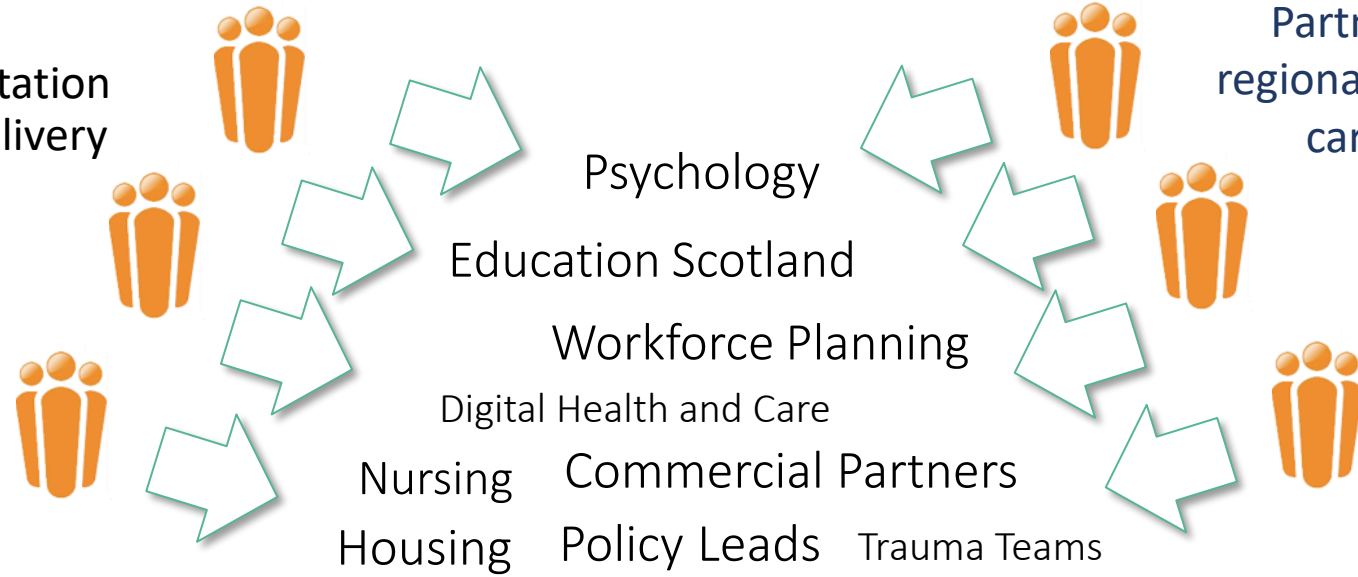 tation
livery
Part
regiona
car
Psychology
Education Scotland
Workforce Planning
Digital Health and Care
Nursing Commercial Partners
Housing Policy Leads Trauma Teams